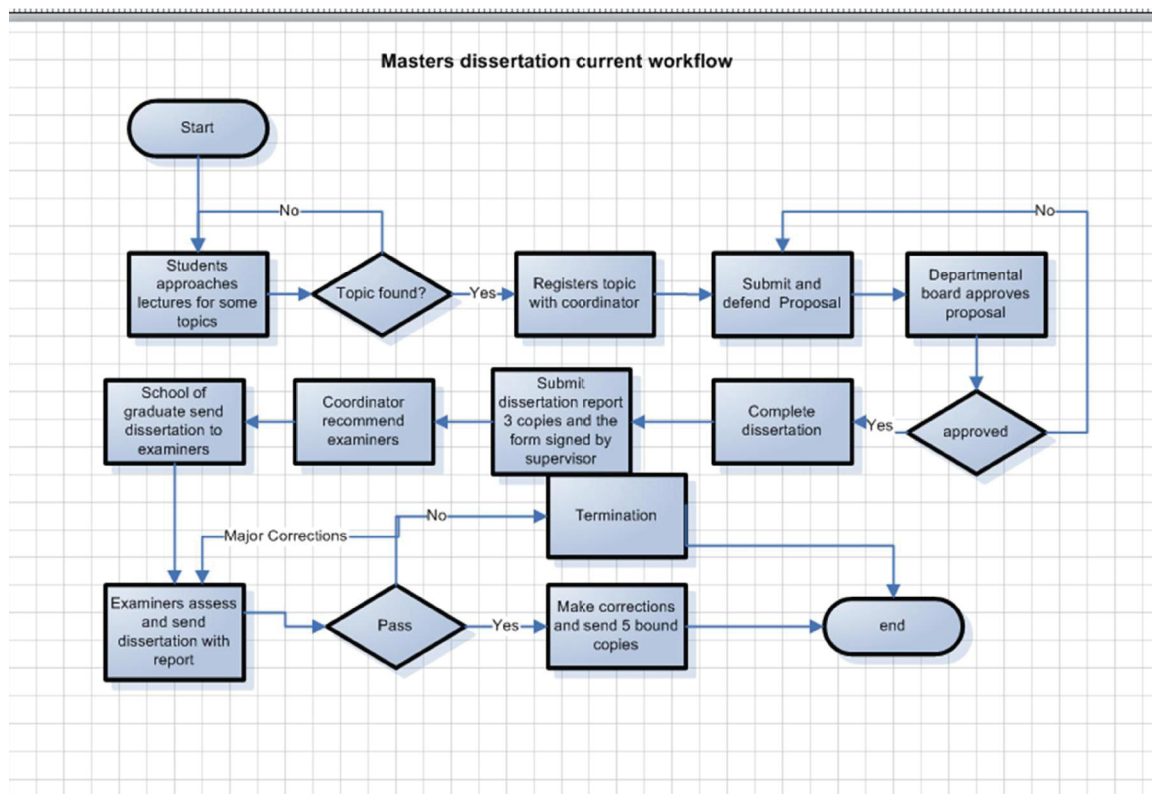 Masters dissertation current workflow
Start
No
No
Students
approaches
lectures for some
topics
Topic found?
Yes
Registers topic
with coordinator
Submit and
defend Proposal
Departmental
board approves
proposal
School of
graduate send
dissertation to
examiners
Coordinator
recommend
examiners
Submit
dissertation report
3 copies and the
form signed by
supervisor
Complete
dissertation
Yes
approved
Major Corrections
No
Termination
Examiners assess
and send
dissertation with
report
Pass
Yes
Make corrections
and send 5 bound
copies
end